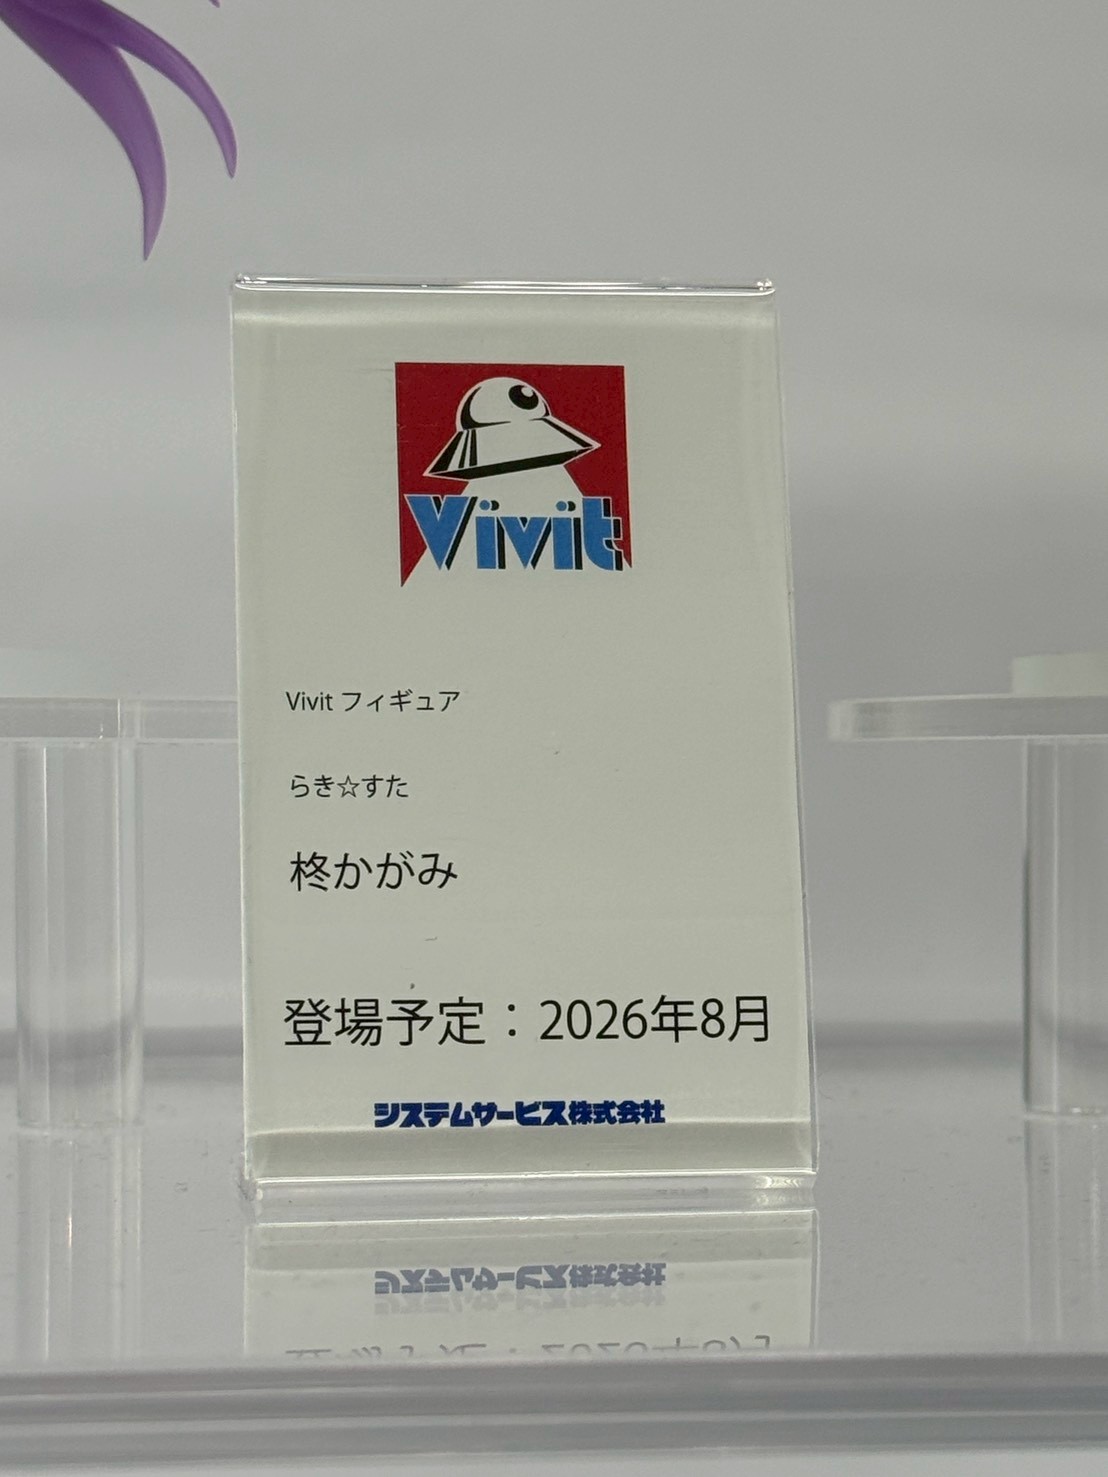 Vivit
Vivit フィギュア
らき☆すた
柊かがみ
登場予定：2026年8月
システムサービス株式会社